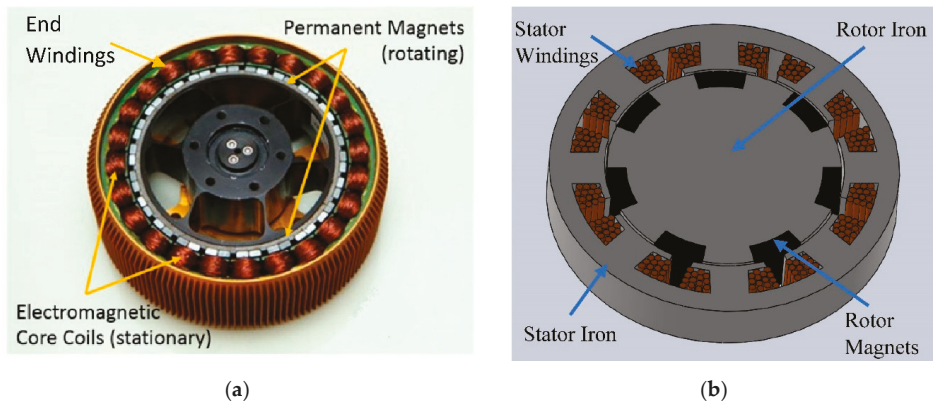 End
Windings
Permanent Magnets
(rotating)
Electromagnetic
Core Coils (stationary)
(a)
Stator
Windings
Rotor Iron
Stator Iron
Rotor
Magnets
(b)